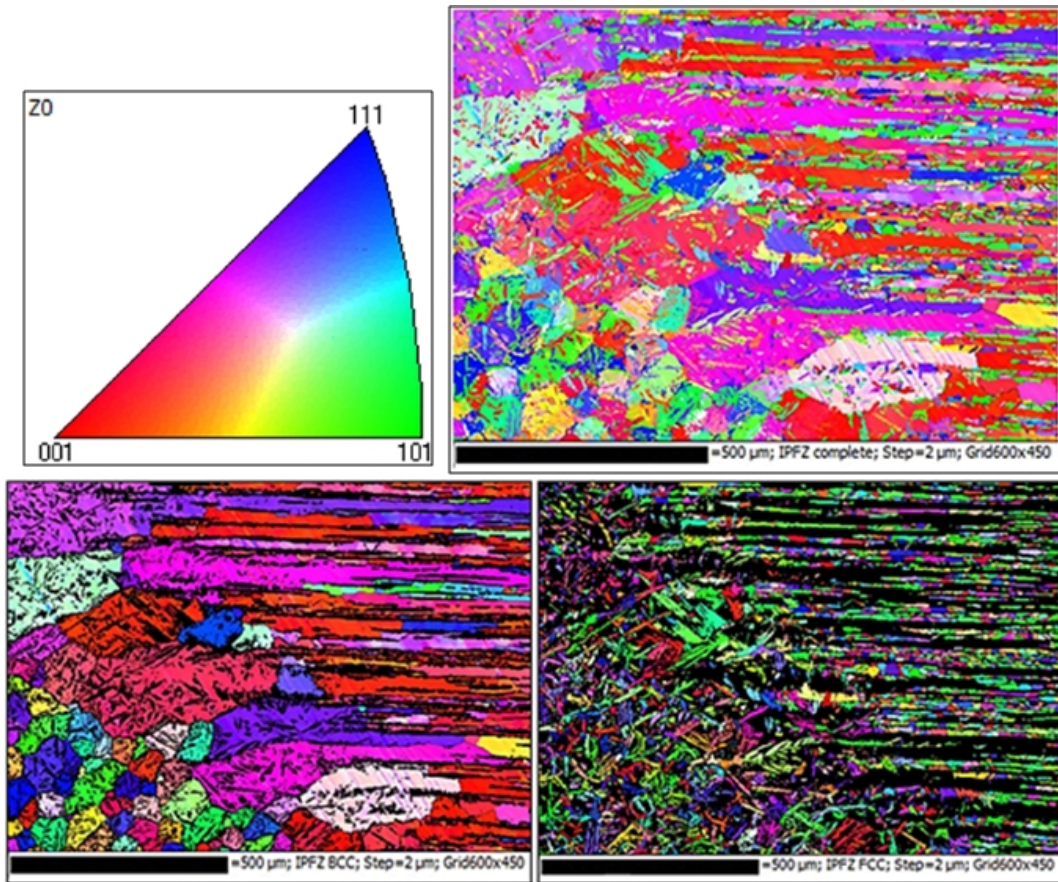 Z0
111
001
101
=500 µm; IPFZ complete; Step=2 µm; Grid600x450
=500 µm; IPFZ BCC; Step=2 µm; Grid600x450
=500 µm; IPFZ FCC; Step=2 µm; Grid600x450